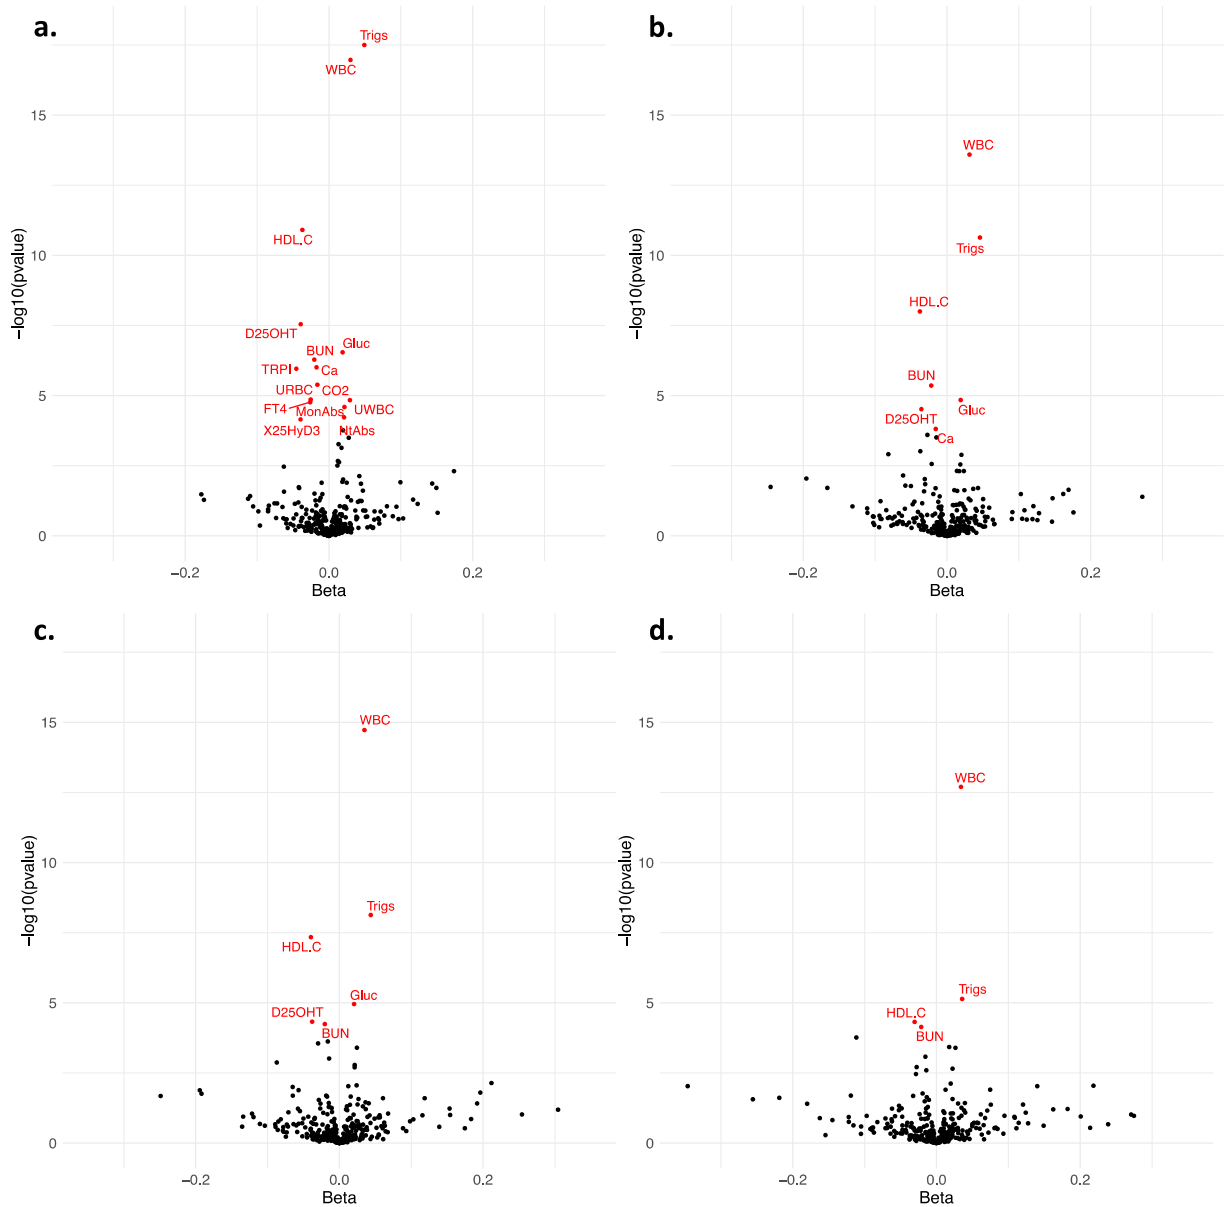 a.
Trigs
WBC
15
HDL.C
10
D25OHT
Gluc
BUN
TRPI
Ca
URBC
CO2
5
FT4
MonAbs
UWBC
X25HyD3
NtAbs
0
−0.2
0.0
0.2
Beta
−log10(pvalue)
b.
15
WBC
10
Trigs
HDL.C
BUN
5
Gluc
D25OHT
Ca
0
−0.2
0.0
0.2
Beta
−log10(pvalue)
c.
15
WBC
10
Trigs
HDL.C
5
Gluc
D25OHT
BUN
0
−0.2
0.0
0.2
Beta
−log10(pvalue)
d.
15
WBC
10
5
Trigs
HDL.C
BUN
0
−0.2
0.0
0.2
Beta
−log10(pvalue)